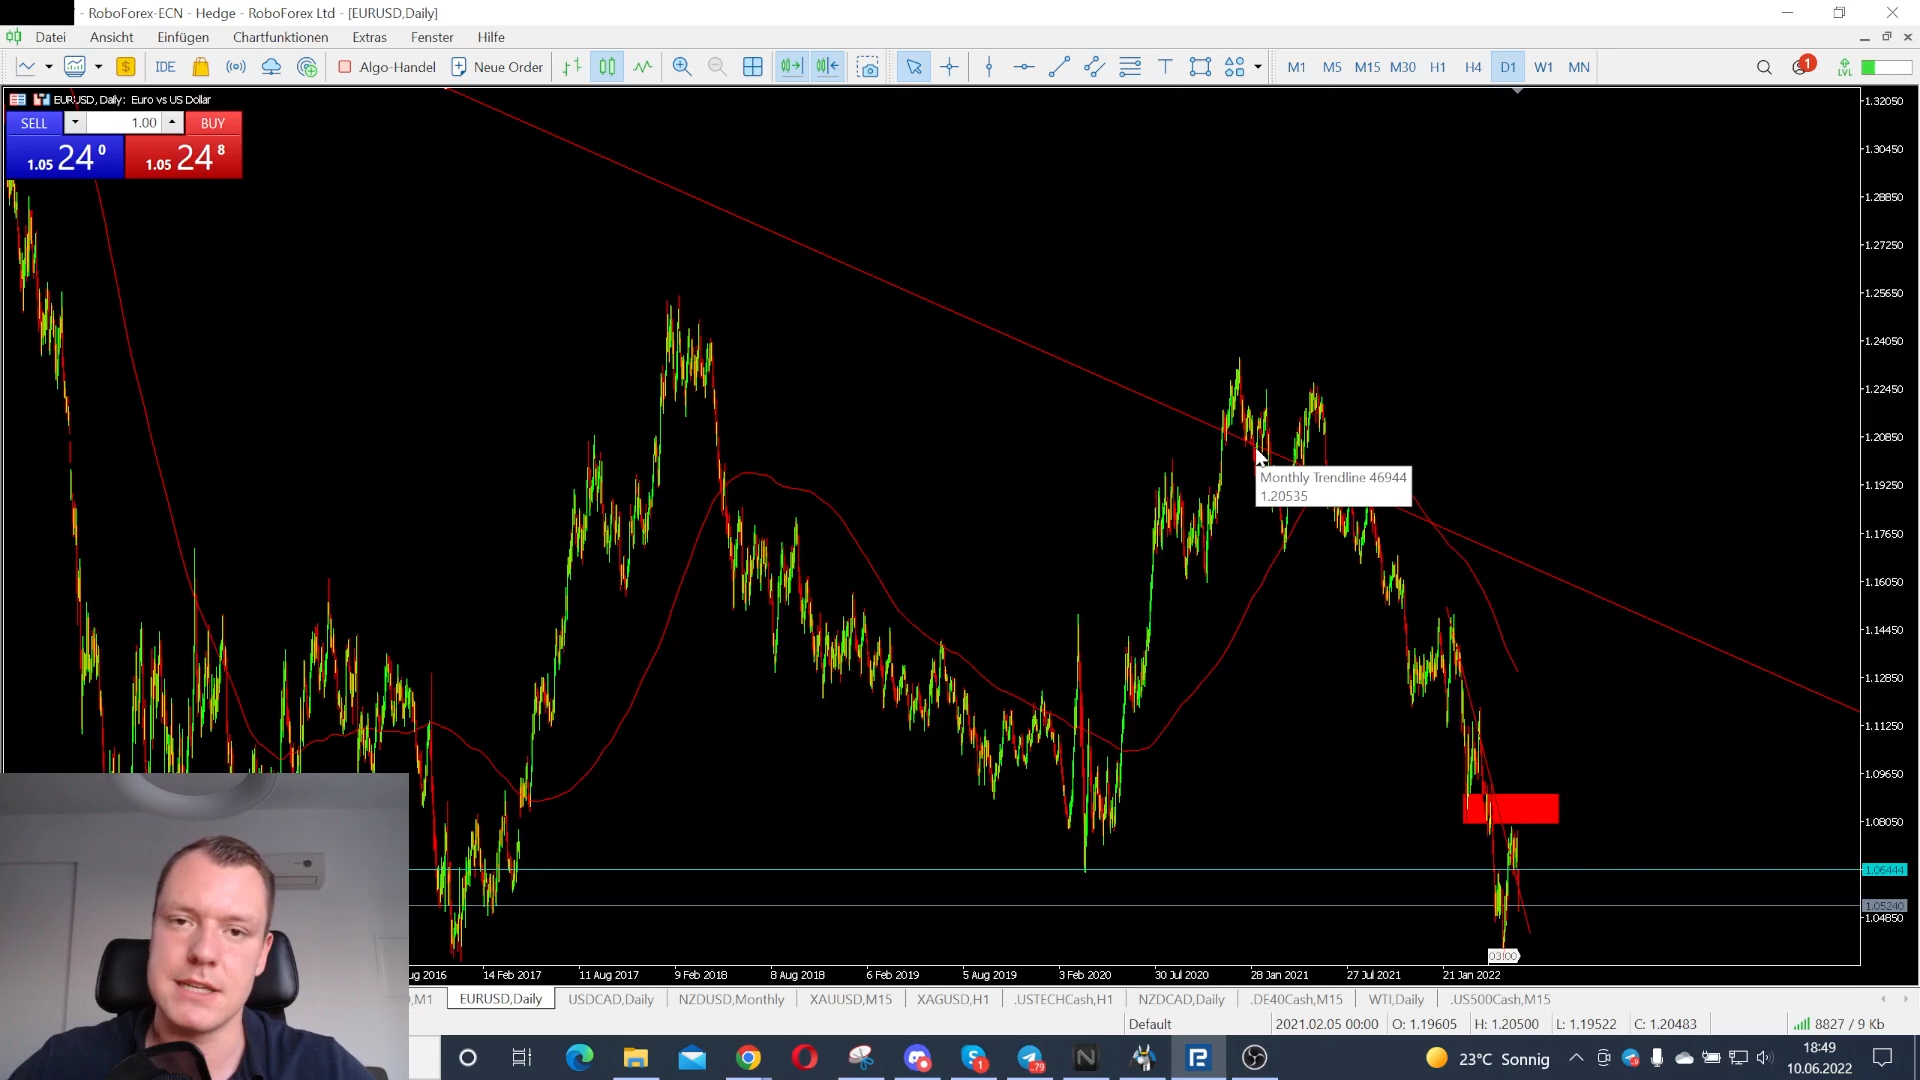 - RoboForex-ECN - Hedge - RoboForex Ltd - [EURUSD,Daily]
Datei Ansicht Einfügen Chartfunktionen Extras Fenster Hilfe
IDE Algo-Handel Neue Order M1 M5 M15 M30 H1 H4 D1 W1 MN 1 LVL
EURUSD, Daily: Euro vs US Dollar
SELL 1.00 BUY
1.05 24 0 1.05 24 8
1.32050
1.30450
1.28850
1.27250
1.25650
1.24050
1.22450
1.20850
Monthly Trendline 46944
1.20535
1.19250
1.17650
1.16050
1.14450
1.12850
1.11250
1.09650
1.08050
1.06444
1.05240
1.04850
03:00
ug 2016 14 Feb 2017 11 Aug 2017 9 Feb 2018 8 Aug 2018 6 Feb 2019 5 Aug 2019 3 Feb 2020 30 Jul 2020 28 Jan 2021 27 Jul 2021 21 Jan 2022
,M1 EURUSD,Daily USDCAD,Daily NZDUSD,Monthly XAUUSD,M15 XAGUSD,H1 .USTECHCash,H1 NZDCAD,Daily .DE40Cash,M15 WTI,Daily .US500Cash,M15
Default 2021.02.05 00:00 O: 1.19605 H: 1.20500 L: 1.19522 C: 1.20483 8827 / 9 Kb
23°C Sonnig 18:49
10.06.2022